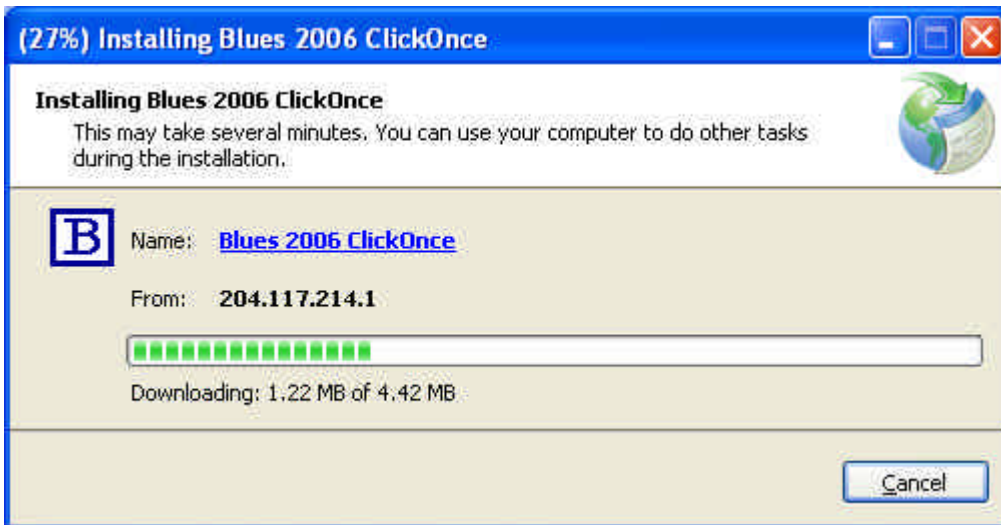 (27%) Installing Blues 2006 ClickOnce
Installing Blues 2006 ClickOnce
This may take several minutes. You can use your computer to do other tasks
during the installation.
B
Name: Blues 2006 ClickOnce
From: 204.117.214.1
Downloading: 1.22 MB of 4.42 MB
Cancel